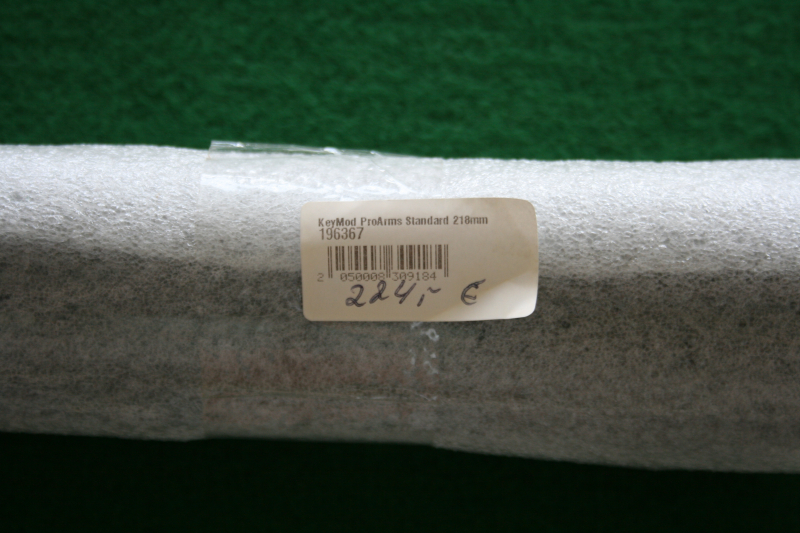 KeyMod ProArms Standard 218mm
196367
2 050008 309184
224,- €